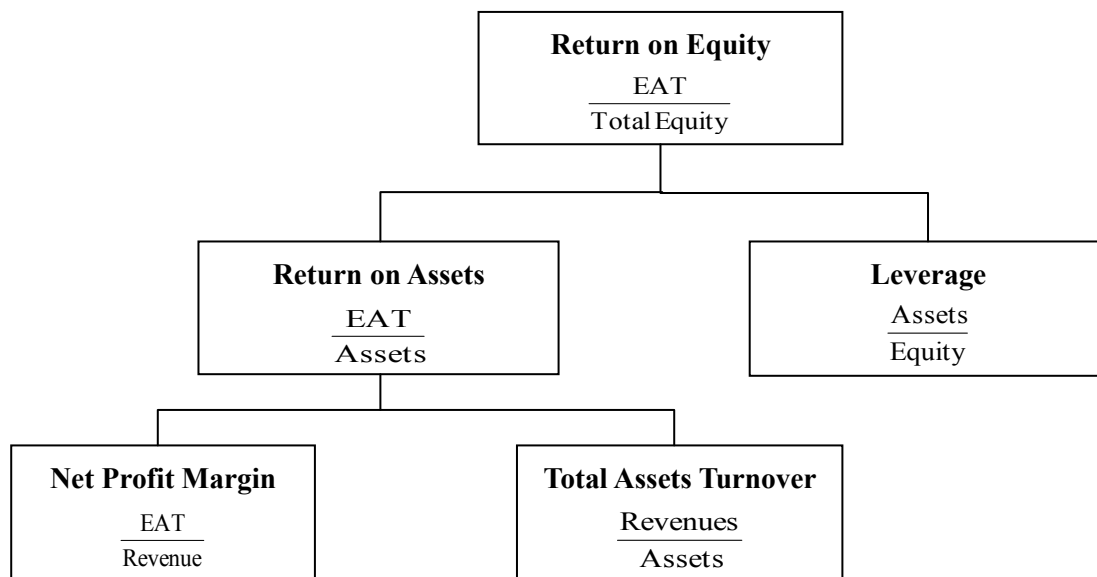 Return on Equity
EAT
Total Equity
Return on Assets
EAT
Assets
Leverage
Assets
Equity
Net Profit Margin
EAT
Revenue
Total Assets Turnover
Revenues
Assets